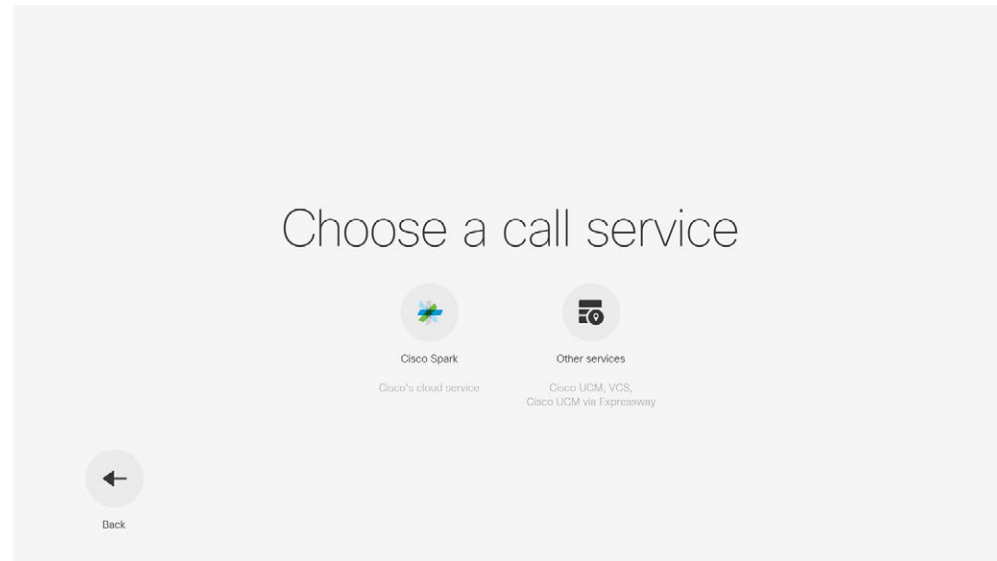 Choose a call service
Cisco Spark
Other services
Cisco's cloud service
Cisco UCM, VCS,
Cisco UCM via Expressway
Back